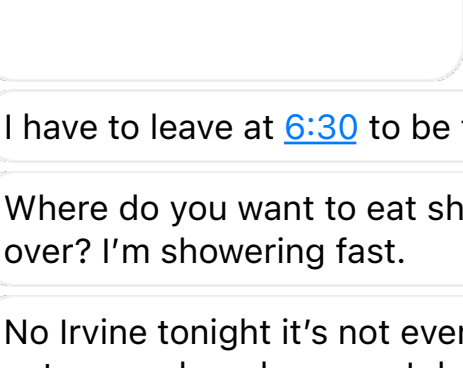 I have to leave at 6:30 to be
Where do you want to eat
over? I’m showering fast.
No Irvine tonight it’s not